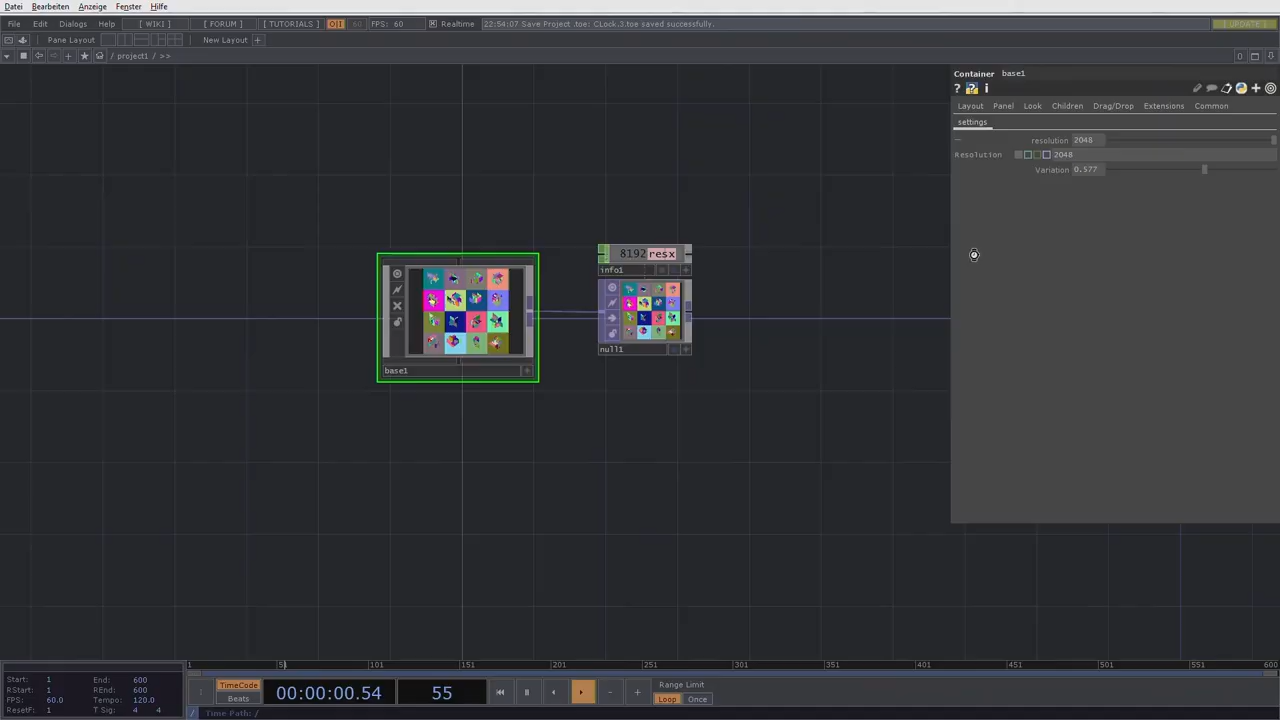 Datei Bearbeiten Anzeige Fenster Hilfe
File Edit Dialogs Help [ WIKI ] [ FORUM ] [ TUTORIALS ] O|I 60 FPS: 60 Realtime 22:54:07 Save Project .toe: CLock.3.toe saved successfully. [ UPDATE ]
Pane Layout New Layout +
/ project1 / >>
Container base1
? ? i
Layout Panel Look Children Drag/Drop Extensions Common
settings
resolution 2048
Resolution 2048
Variation 0.577
8192 resx
info1
null1
base1
1 51 101 151 201 251 301 351 401 451 501 551 600
Start: 1 End: 600
RStart: 1 REnd: 600
FPS: 60.0 Tempo: 120.0
ResetF: 1 T Sig: 4 4
TimeCode
Beats
00:00:00.54
55
Range Limit
Loop Once
/ Time Path: /